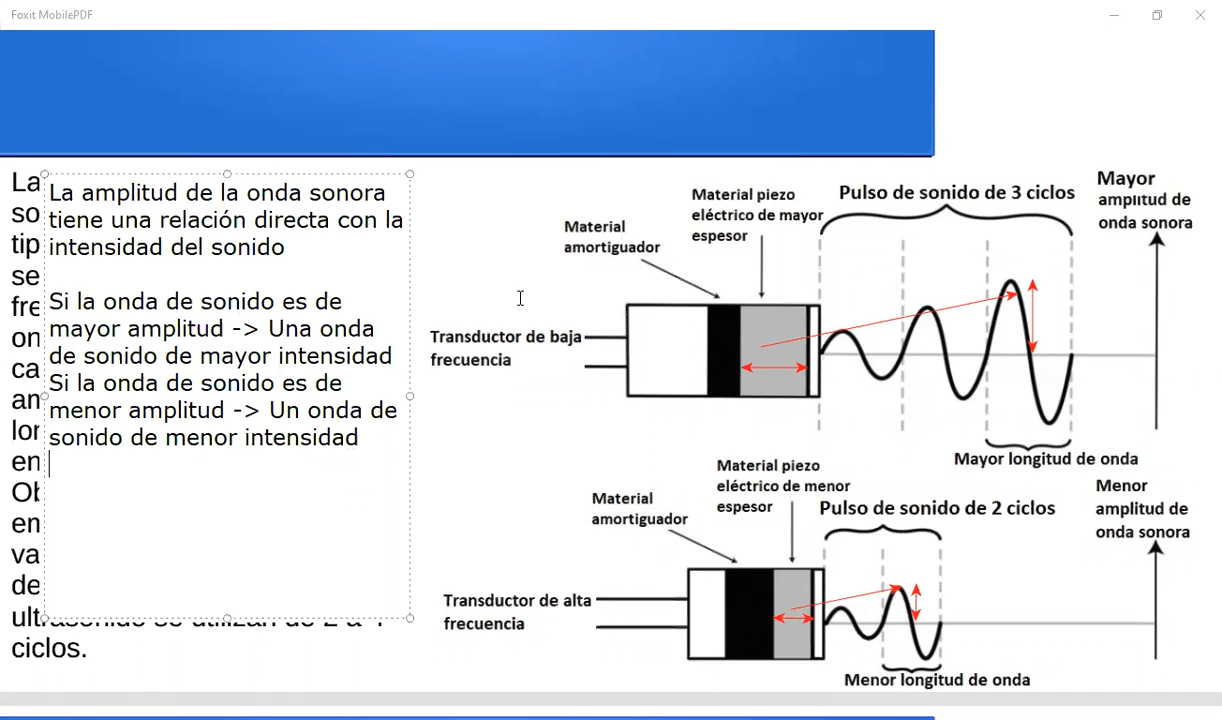 Foxit MobilePDF
La amplitud de la onda sonora
tiene una relación directa con la
intensidad del sonido
Si la onda de sonido es de
mayor amplitud -> Una onda
de sonido de mayor intensidad
Si la onda de sonido es de
menor amplitud -> Un onda de
sonido de menor intensidad
ciclos.
Material
amortiguador
Material piezo
eléctrico de mayor
espesor
Pulso de sonido de 3 ciclos
Mayor
amplitud de
onda sonora
Transductor de baja
frecuencia
Mayor longitud de onda
Material
amortiguador
Material piezo
eléctrico de menor
espesor
Pulso de sonido de 2 ciclos
Menor
amplitud de
onda sonora
Transductor de alta
frecuencia
Menor longitud de onda